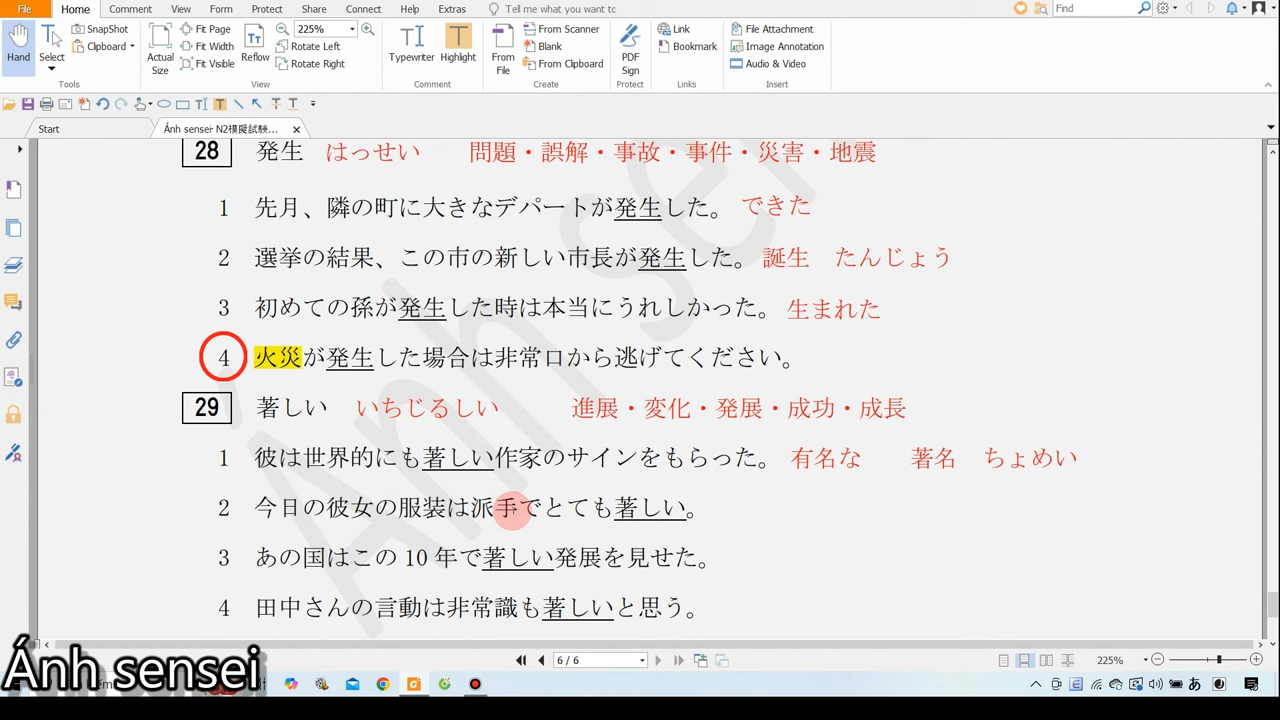 File Home Comment View Form Protect Share Connect Help Extras Tell me what you want to Find
Hand Select SnapShot Clipboard Actual Size Fit Page Fit Width Fit Visible Reflow 225% Rotate Left Rotate Right Typewriter Highlight From File From Scanner Blank From Clipboard PDF Sign Link Bookmark File Attachment Image Annotation Audio & Video
Tools View Comment Create Protect Links Insert
Start Ánh sensei N2模擬試験...
28 発生 はっせい 問題・誤解・事故・事件・災害・地震
1 先月、隣の町に大きなデパートが発生した。 できた
2 選挙の結果、この市の新しい市長が発生した。 誕生 たんじょう
3 初めての孫が発生した時は本当にうれしかった。 生まれた
4 火災が発生した場合は非常口から逃げてください。
29 著しい いちじるしい 進展・変化・発展・成功・成長
1 彼は世界的にも著しい作家のサインをもらった。 有名な 著名 ちょめい
2 今日の彼女の服装は派手でとても著しい。
3 あの国はこの 10 年で著しい発展を見せた。
4 田中さんの言動は非常識も著しいと思う。
Ánh sen
6 / 6 225%
Ánh sensei